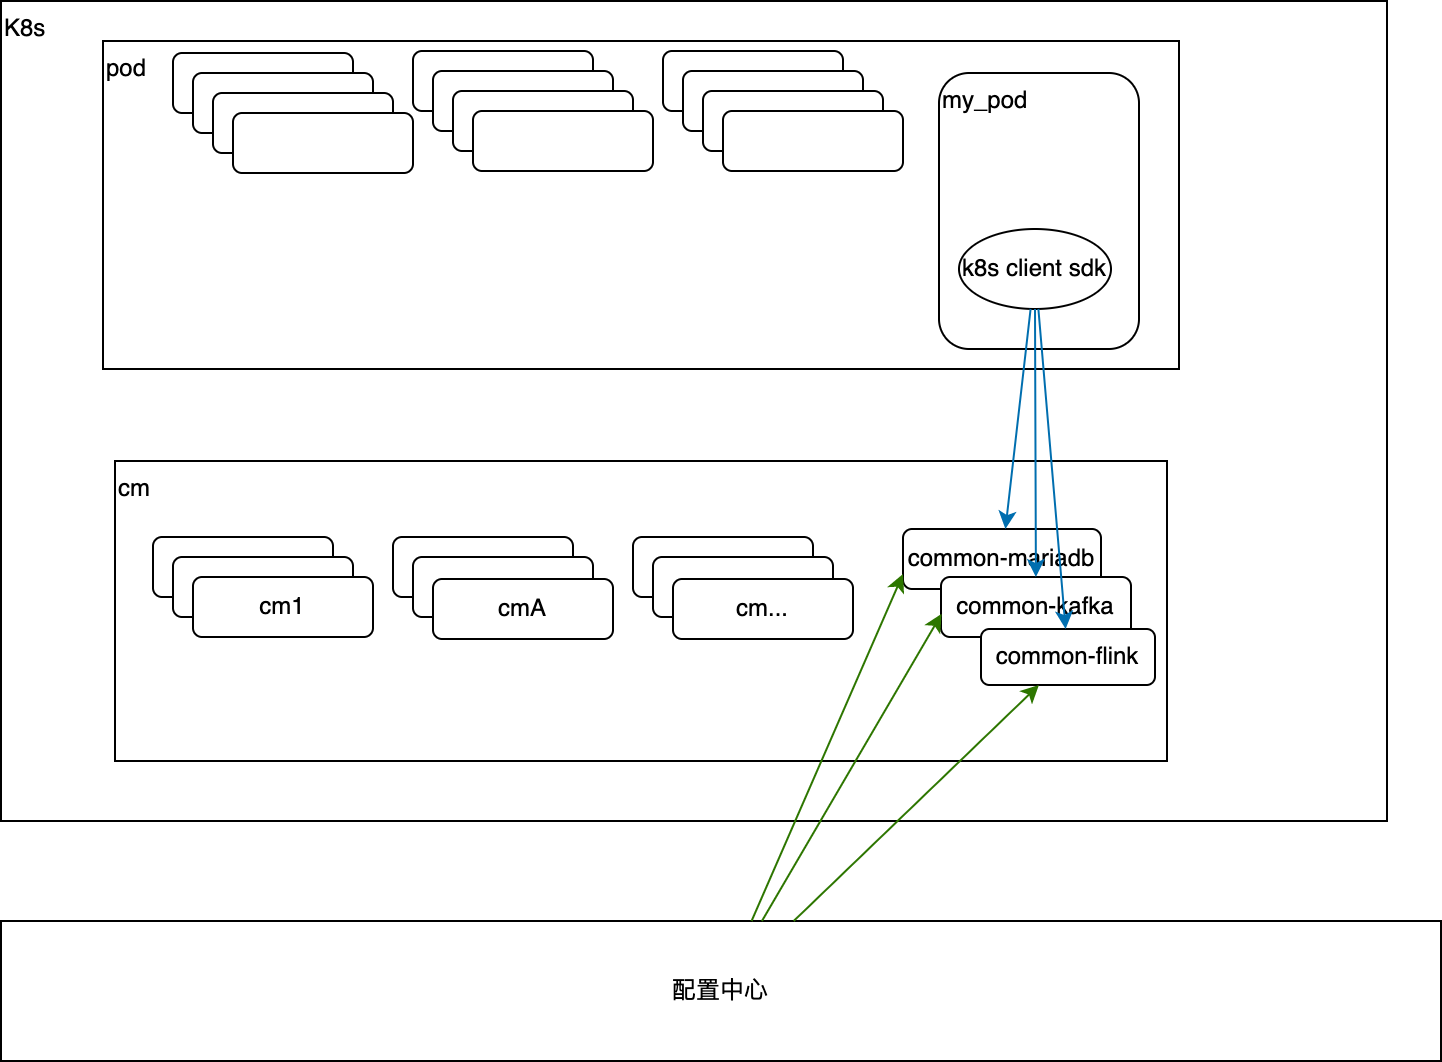 K8s
pod
my_pod
k8s client sdk
cm
common-mariadb
cm1
cmA
cm...
common-kafka
common-flink
配置中心